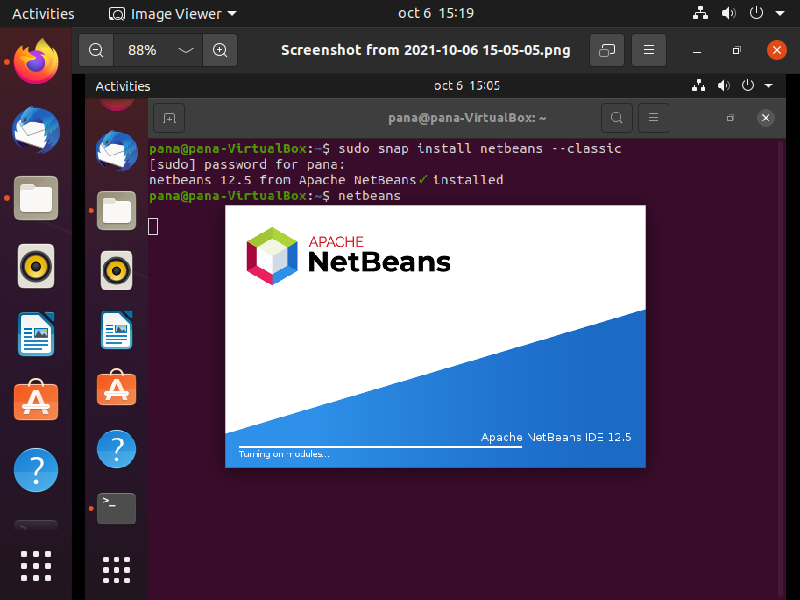 Activities Image Viewer oct 6 15:19
88% Screenshot from 2021-10-06 15-05-05.png
Activities oct 6 15:05
pana@pana-VirtualBox: ~
pana@pana-VirtualBox:~$ sudo snap install netbeans --classic
[sudo] password for pana:
netbeans 12.5 from Apache NetBeans✓ installed
pana@pana-VirtualBox:~$ netbeans
APACHE
NetBeans
Apache NetBeans IDE 12.5
Turning on modules...